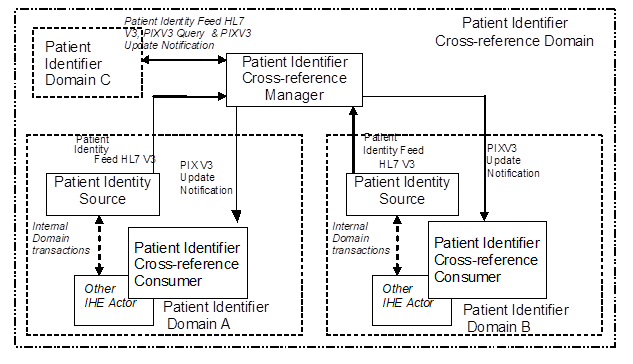 Patient Identity Feed HL7
V3, PIXV3 Query & PIXV3
Update Notification
Patient Identifier
Cross-reference Domain
Patient
Identifier
Domain C
Patient Identifier
Cross-reference
Manager
Patient
Identity
Feed HL7 V3
PIX V3
Update
Notification
Patient
Identity Feed
HL7 V3
PIXV3
Update
Notification
Patient Identity
Source
Patient Identity
Source
Internal
Domain
transactions
Patient Identifier
Cross-reference
Consumer
Internal
Domain
transactions
Patient Identifier
Cross-reference
Consumer
Other
IHE Actor
Patient Identifier
Domain A
Other
IHE Actor
Patient Identifier
Domain B